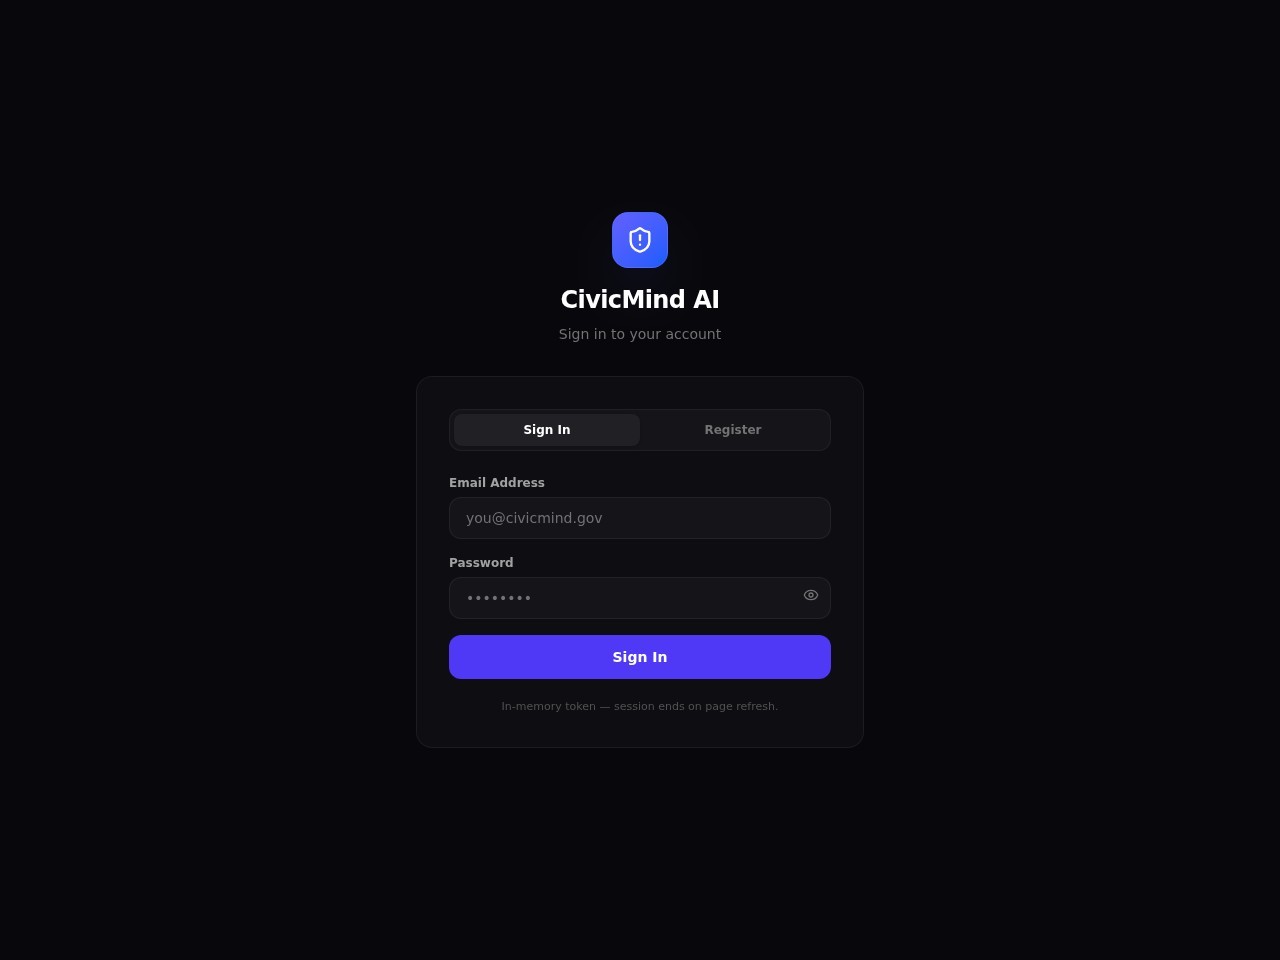 CivicMind AI
Sign in to your account
Sign In
Register
Email Address
you@civicmind.gov
Password
••••••••
Sign In
In-memory token — session ends on page refresh.